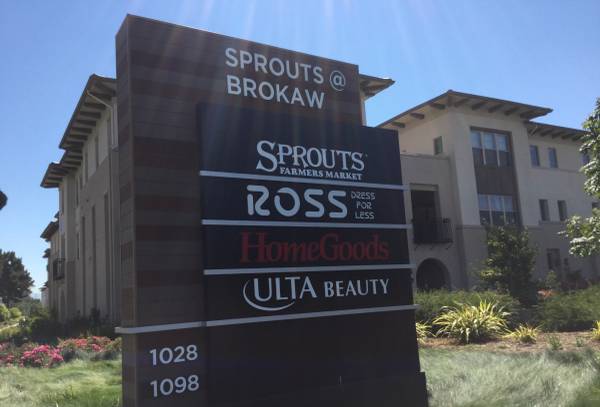 SPROUTS @
BROKAW
SPROUTS
FARMERS MARKET
ROSS DRESS
FOR
LESS
HomeGoods
ULTA BEAUTY
1028
1098